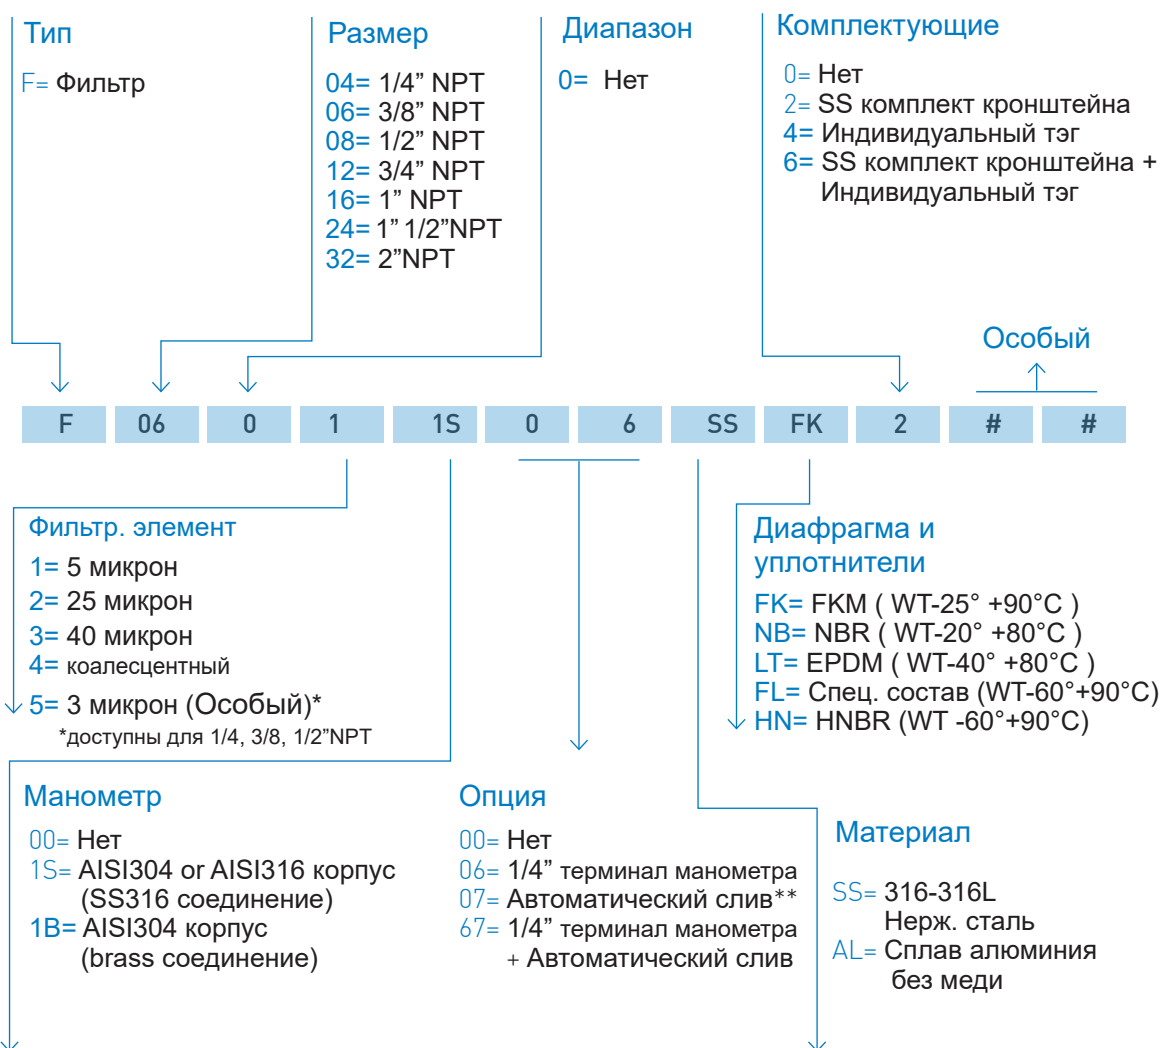 Тип
F= Фильтр
Размер
04= 1/4” NPT
06= 3/8” NPT
08= 1/2” NPT
12= 3/4” NPT
16= 1” NPT
24= 1” 1/2”NPT
32= 2”NPT
Диапазон
0= Нет
Комплектующие
0= Нет
2= SS комплект кронштейна
4= Индивидуальный тэг
6= SS комплект кронштейна +
Индивидуальный тэг
Особый
F 06 0 1 1S 0 6 SS FK 2 # #
Фильтр. элемент
1= 5 микрон
2= 25 микрон
3= 40 микрон
4= коалесцентный
5= 3 микрон (Особый)*
*доступны для 1/4, 3/8, 1/2”NPT
Диафрагма и
уплотнители
FK= FKM ( WT-25° +90°C )
NB= NBR ( WT-20° +80°C )
LT= EPDM ( WT-40° +80°C )
FL= Спец. состав (WT-60°+90°C)
HN= HNBR (WT -60°+90°C)
Манометр
00= Нет
1S= AISI304 or AISI316 корпус
(SS316 соединение)
1B= AISI304 корпус
(brass соединение)
Опция
00= Нет
06= 1/4” терминал манометра
07= Автоматический слив**
67= 1/4” терминал манометра
+ Автоматический слив
Материал
SS= 316-316L
Нерж. сталь
AL= Сплав алюминия
без меди